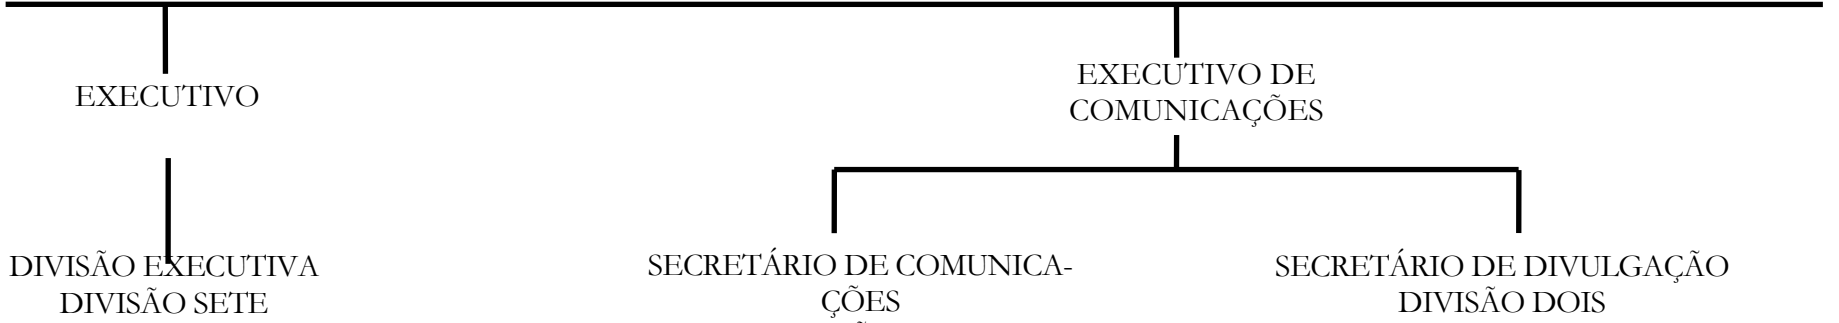 EXECUTIVO
EXECUTIVO DE
COMUNICAÇÕES
DIVISÃO EXECUTIVA
DIVISÃO SETE
SECRETÁRIO DE COMUNICA-
ÇÕES
SECRETÁRIO DE DIVULGAÇÃO
DIVISÃO DOIS